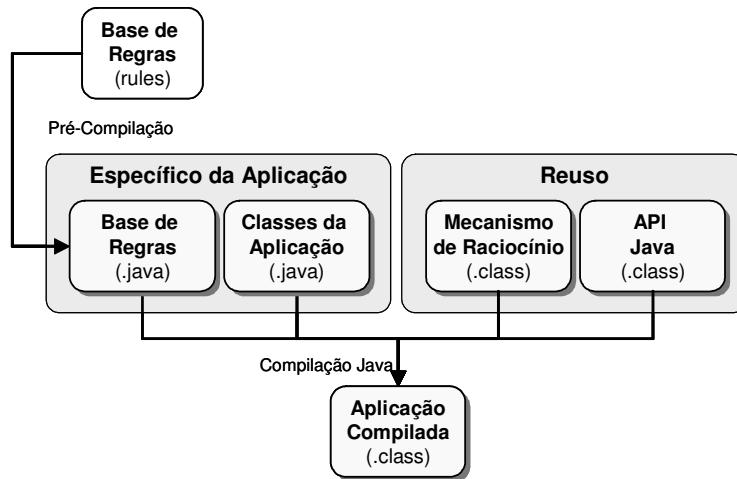 Base de
Regras
(rules)
Pré-Compilação
Específico da Aplicação
Reuso
Base de
Regras
(.java)
Classes da
Aplicação
(.java)
Mecanismo
de Raciocínio
(.class)
API
Java
(.class)
Compilação Java
Aplicação
Compilada
(.class)